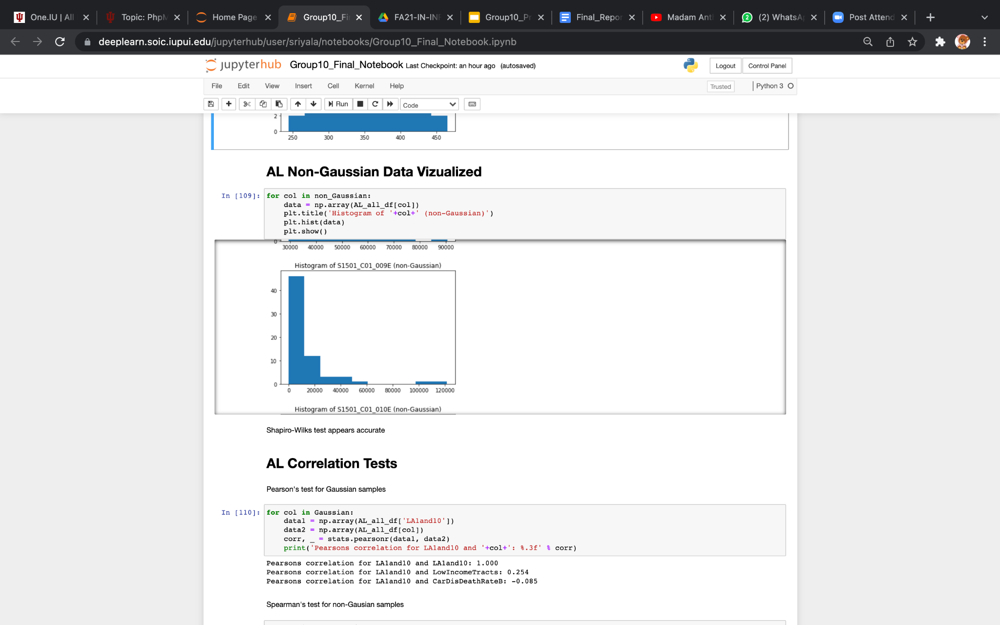 One.IU | All
Topic: PhpM
Home Page
Group10_Fi
FA21-IN-INF
Group10_Pr
Final_Repor
Madam Ant
(2) WhatsA
Post Attend
deeplearn.soic.iupui.edu/jupyterhub/user/sriyala/notebooks/Group10_Final_Notebook.ipynb
jupyterhub Group10_Final_Notebook Last Checkpoint: an hour ago (autosaved)
Logout
Control Panel
File Edit View Insert Cell Kernel Help
Trusted
Python 3
Run
Code
2
0
250 300 350 400 450
AL Non-Gaussian Data Vizualized
In [109]:
for col in non_Gaussian:
    data = np.array(AL_all_df[col])
    plt.title('Histogram of '+col+' (non-Gaussian)')
    plt.hist(data)
    plt.show()
0
30000 40000 50000 60000 70000 80000 90000
Histogram of S1501_C01_009E (non-Gaussian)
40
30
20
10
0
0 20000 40000 60000 80000 100000 120000
Histogram of S1501_C01_010E (non-Gaussian)
Shapiro-Wilks test appears accurate
AL Correlation Tests
Pearson's test for Gaussian samples
In [110]:
for col in Gaussian:
    data1 = np.array(AL_all_df['LA1and10'])
    data2 = np.array(AL_all_df[col])
    corr, _ = stats.pearsonr(data1, data2)
    print('Pearsons correlation for LA1and10 and '+col+': %.3f' % corr)
Pearsons correlation for LA1and10 and LA1and10: 1.000
Pearsons correlation for LA1and10 and LowIncomeTracts: 0.254
Pearsons correlation for LA1and10 and CarDisDeathRateB: -0.085
Spearman's test for non-Gausian samples